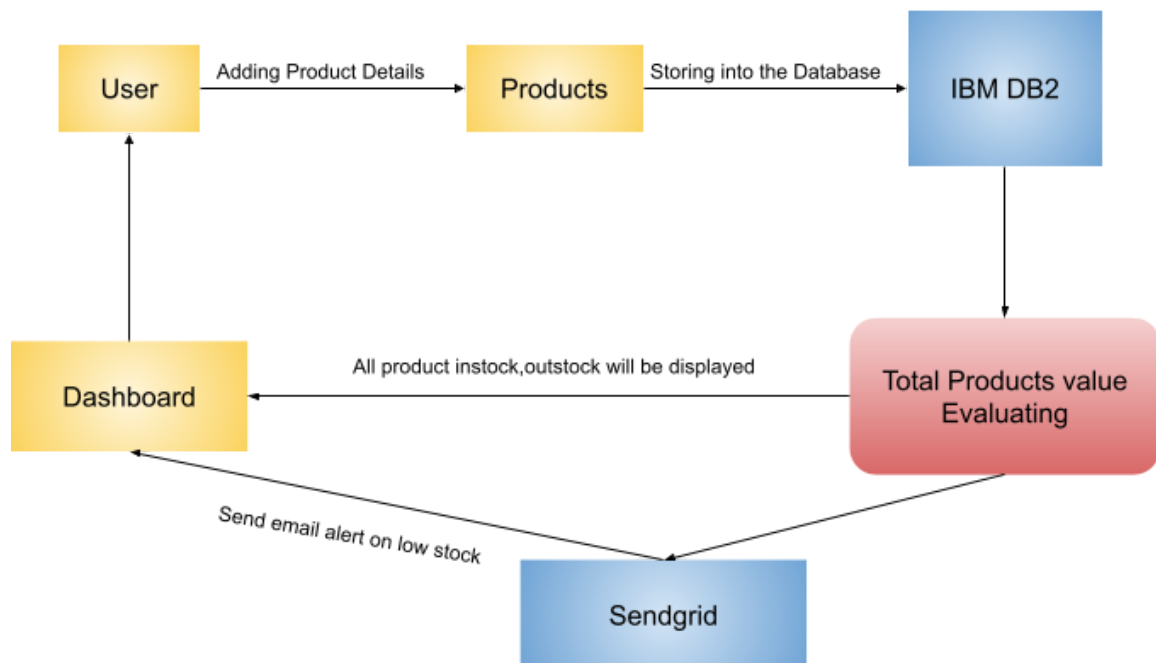 User
Adding Product Details
Products
Storing into the Database
IBM DB2
Dashboard
All product instock,outstock will be displayed
Total Products value
Evaluating
Send email alert on low stock
Sendgrid